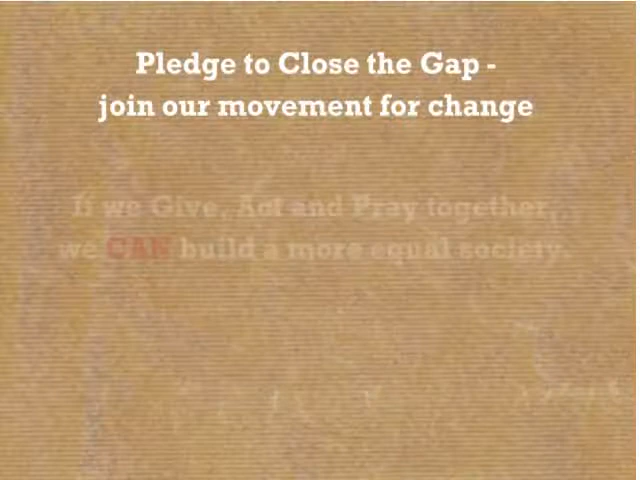 Pledge to Close the Gap -
join our movement for change
If we Give, Act and Pray together,
we CAN build a more equal society.